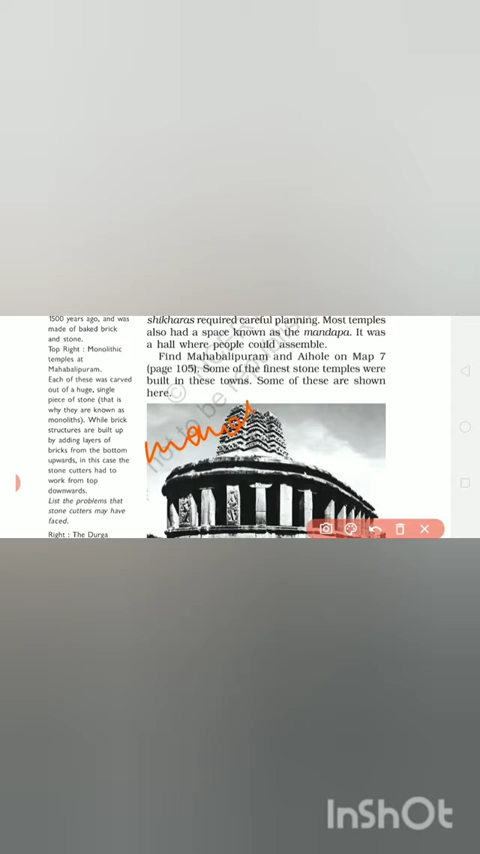 1500 years ago, and was
made of baked brick
and stone.
Top Right : Monolithic
temples at
Mahabalipuram.
Each of these was carved
out of a huge, single
piece of stone (that is
why they are known as
monoliths). While brick
structures are built up
by adding layers of
bricks from the bottom
upwards, in this case the
stone cutters had to
work from top
downwards.
List the problems that
stone cutters may have
faced.
Right : The Durga
shikharas required careful planning. Most temples
also had a space known as the mandapa. It was
a hall where people could assemble.
Find Mahabalipuram and Aihole on Map 7
(page 105). Some of the finest stone temples were
built in these towns. Some of these are shown
here.
InShOt